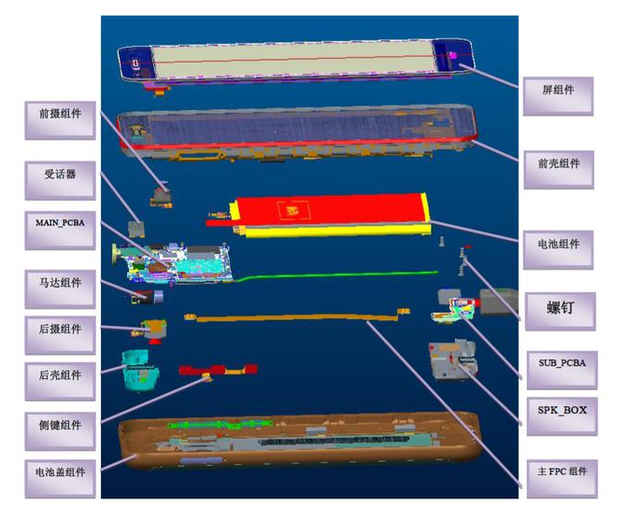 前摄组件
受话器
MAIN_PCBA
马达组件
后摄组件
后壳组件
侧键组件
电池盖组件
屏组件
前壳组件
电池组件
螺钉
SUB_PCBA
SPK_BOX
主 FPC 组件